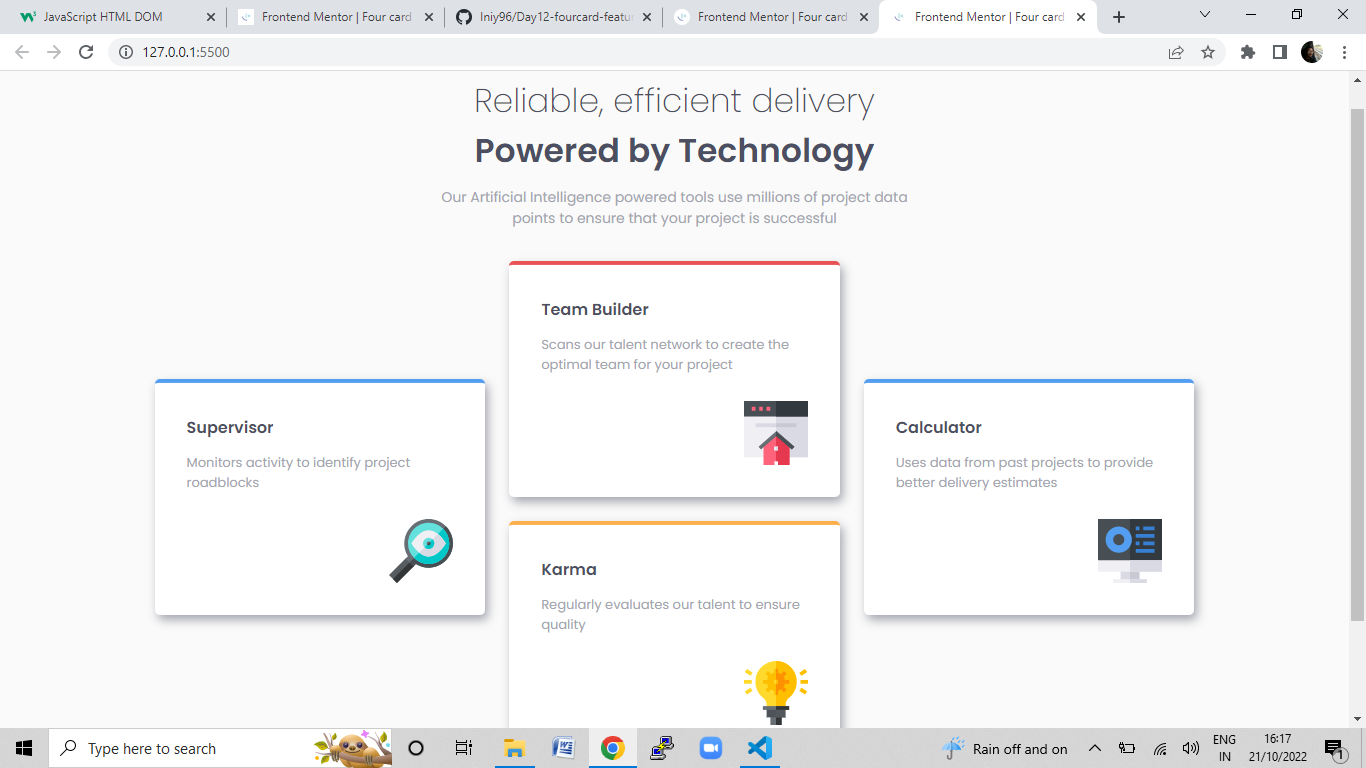 JavaScript HTML DOM
Frontend Mentor | Four card
Iniy96/Day12-fourcard-featur
Frontend Mentor | Four card
Frontend Mentor | Four card
127.0.0.1:5500
Reliable, efficient delivery
Powered by Technology
Our Artificial Intelligence powered tools use millions of project data
points to ensure that your project is successful
Team Builder
Scans our talent network to create the
optimal team for your project
Supervisor
Monitors activity to identify project
roadblocks
Calculator
Uses data from past projects to provide
better delivery estimates
Karma
Regularly evaluates our talent to ensure
quality
Type here to search
Rain off and on
ENG
IN
16:17
21/10/2022
1